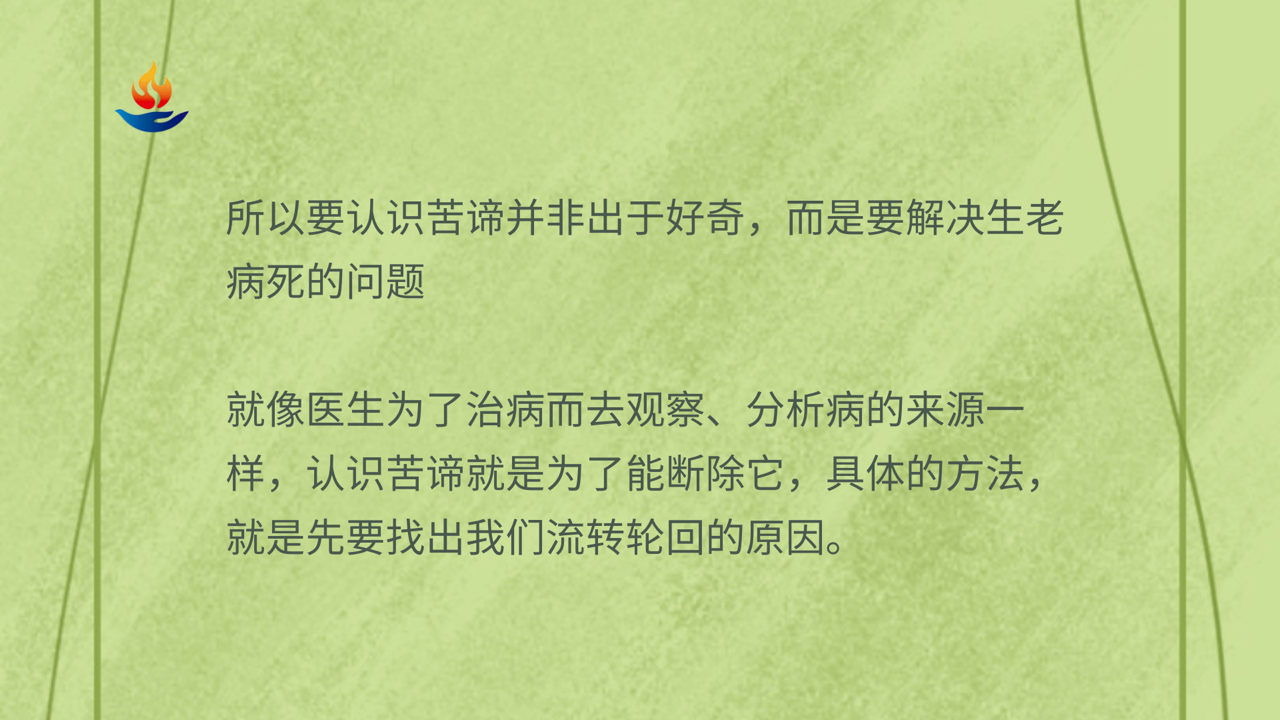 所以要认识苦谛并非出于好奇，而是要解决生老
病死的问题
就像医生为了治病而去观察、分析病的来源一
样，认识苦谛就是为了能断除它，具体的方法，
就是先要找出我们流转轮回的原因。